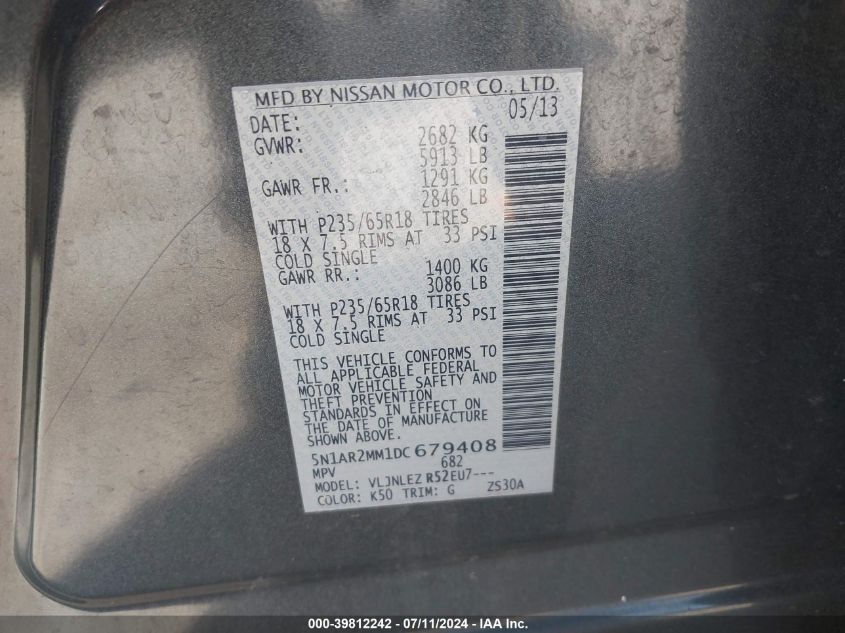 MFD BY NISSAN MOTOR CO., LTD.
DATE: 05/13
GVWR: 2682 KG
5913 LB
GAWR FR.: 1291 KG
2846 LB
WITH P235/65R18 TIRES
18 X 7.5 RIMS AT 33 PSI
COLD SINGLE
GAWR RR.: 1400 KG
3086 LB
WITH P235/65R18 TIRES
18 X 7.5 RIMS AT 33 PSI
COLD SINGLE
THIS VEHICLE CONFORMS TO
ALL APPLICABLE FEDERAL
MOTOR VEHICLE SAFETY AND
THEFT PREVENTION
STANDARDS IN EFFECT ON
THE DATE OF MANUFACTURE
SHOWN ABOVE.
5N1AR2MM1DC 679408
MPV 682
MODEL: VLJNLEZ R52EU7---
COLOR: K50 TRIM: G ZS30A
000-39812242 - 07/11/2024 - IAA Inc.